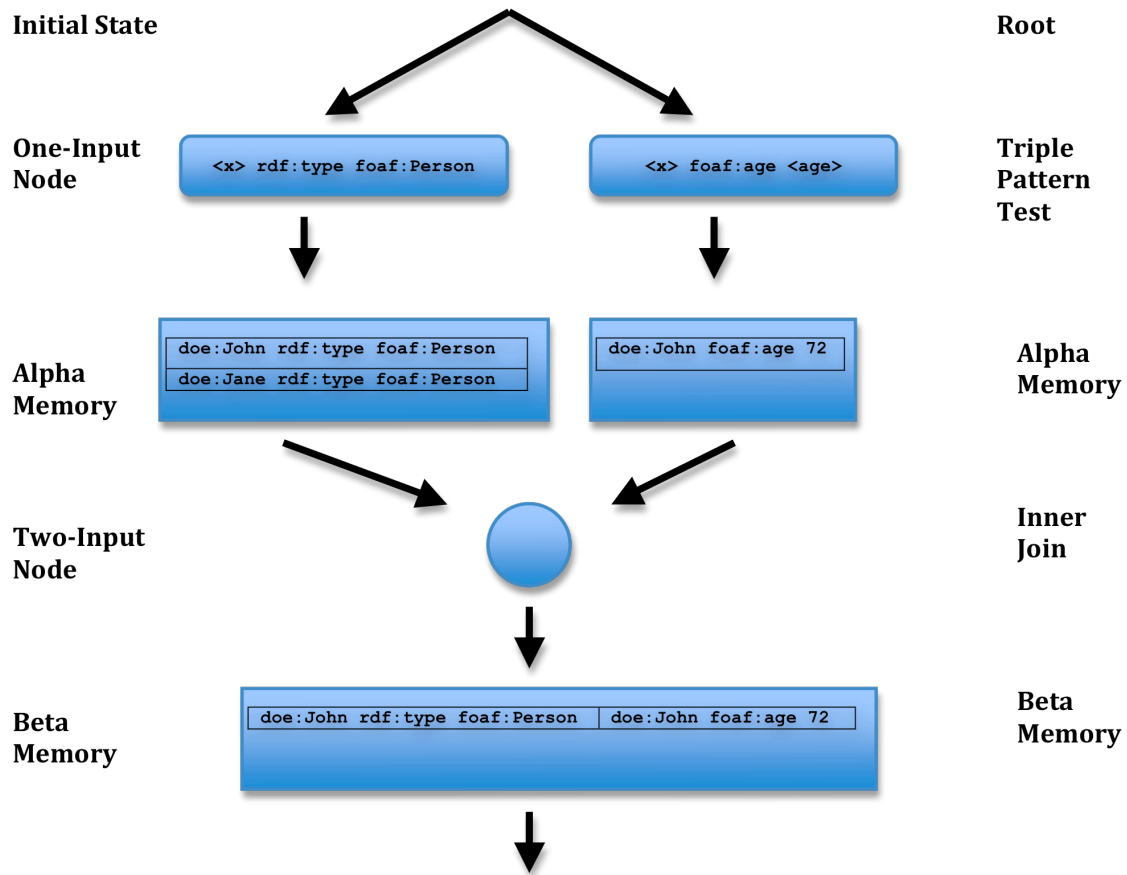 Initial State
Root
One-Input
Node
<x> rdf:type foaf:Person
<x> foaf:age <age>
Triple
Pattern
Test
Alpha
Memory
doe:John rdf:type foaf:Person
doe:Jane rdf:type foaf:Person
doe:John foaf:age 72
Alpha
Memory
Two-Input
Node
Inner
Join
Beta
Memory
doe:John rdf:type foaf:Person
doe:John foaf:age 72
Beta
Memory